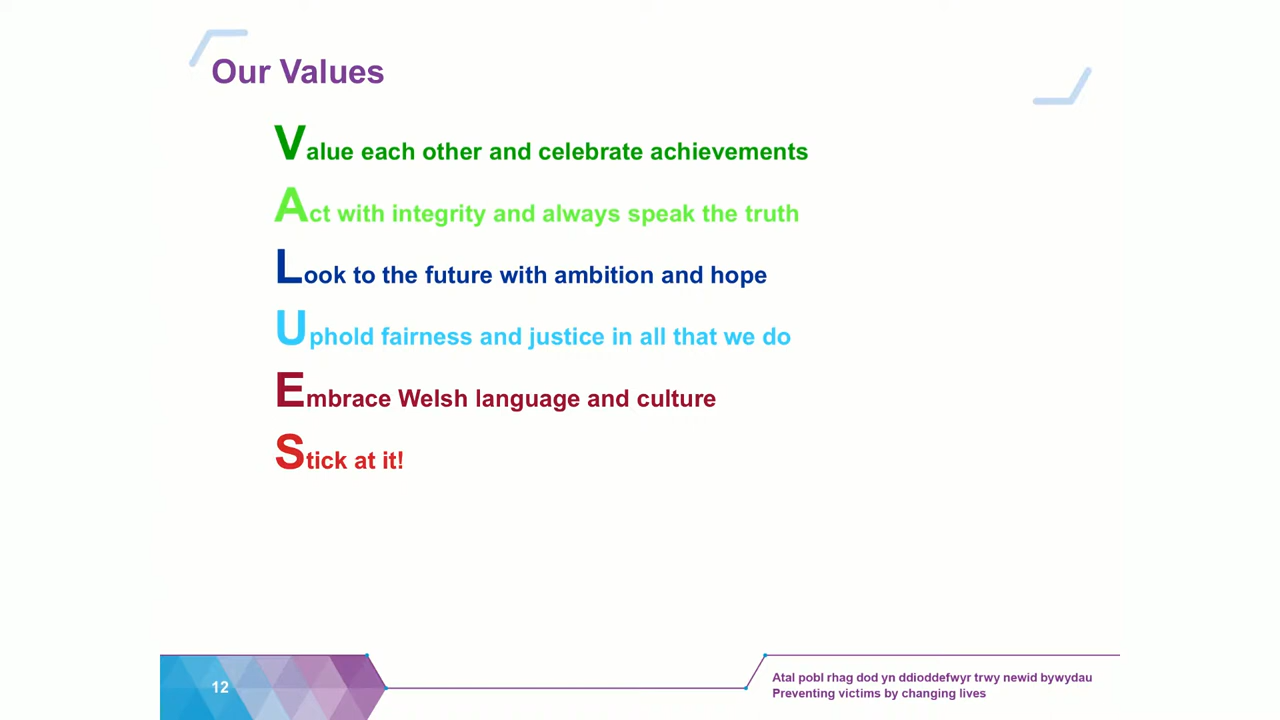 Our Values
Value each other and celebrate achievements
Act with integrity and always speak the truth
Look to the future with ambition and hope
Uphold fairness and justice in all that we do
Embrace Welsh language and culture
Stick at it!
12
Atal pobl rhag dod yn ddioddefwyr trwy newid bywydau
Preventing victims by changing lives